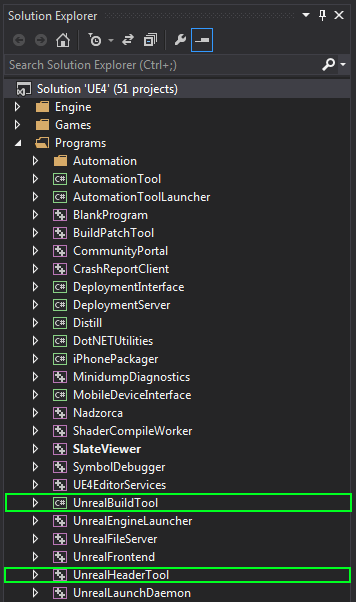 Solution Explorer
Search Solution Explorer (Ctrl+;)
Solution 'UE4' (51 projects)
Engine
Games
Programs
Automation
C# AutomationTool
C# AutomationToolLauncher
BlankProgram
BuildPatchTool
CommunityPortal
CrashReportClient
C# DeploymentInterface
C# DeploymentServer
C# Distill
C# DotNETUtilities
C# iPhonePackager
MinidumpDiagnostics
C# MobileDeviceInterface
Nadzorca
ShaderCompileWorker
SlateViewer
SymbolDebugger
UE4EditorServices
C# UnrealBuildTool
UnrealEngineLauncher
UnrealFileServer
UnrealFrontend
UnrealHeaderTool
UnrealLaunchDaemon